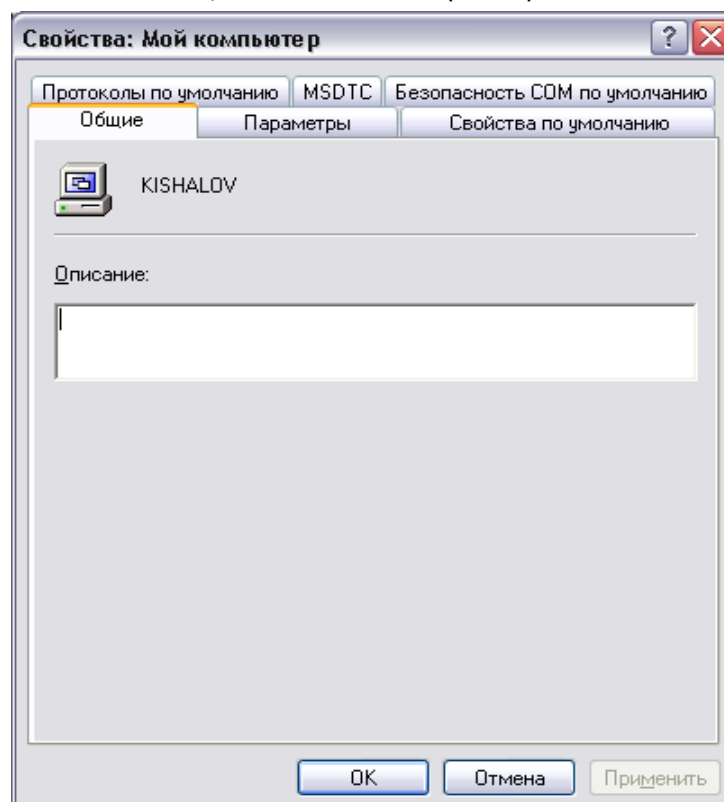 Свойства: Мой компьютер
Протоколы по умолчанию MSDTC Безопасность COM по умолчанию
Общие Параметры Свойства по умолчанию
KISHALOV
Описание:
OK Отмена Применить